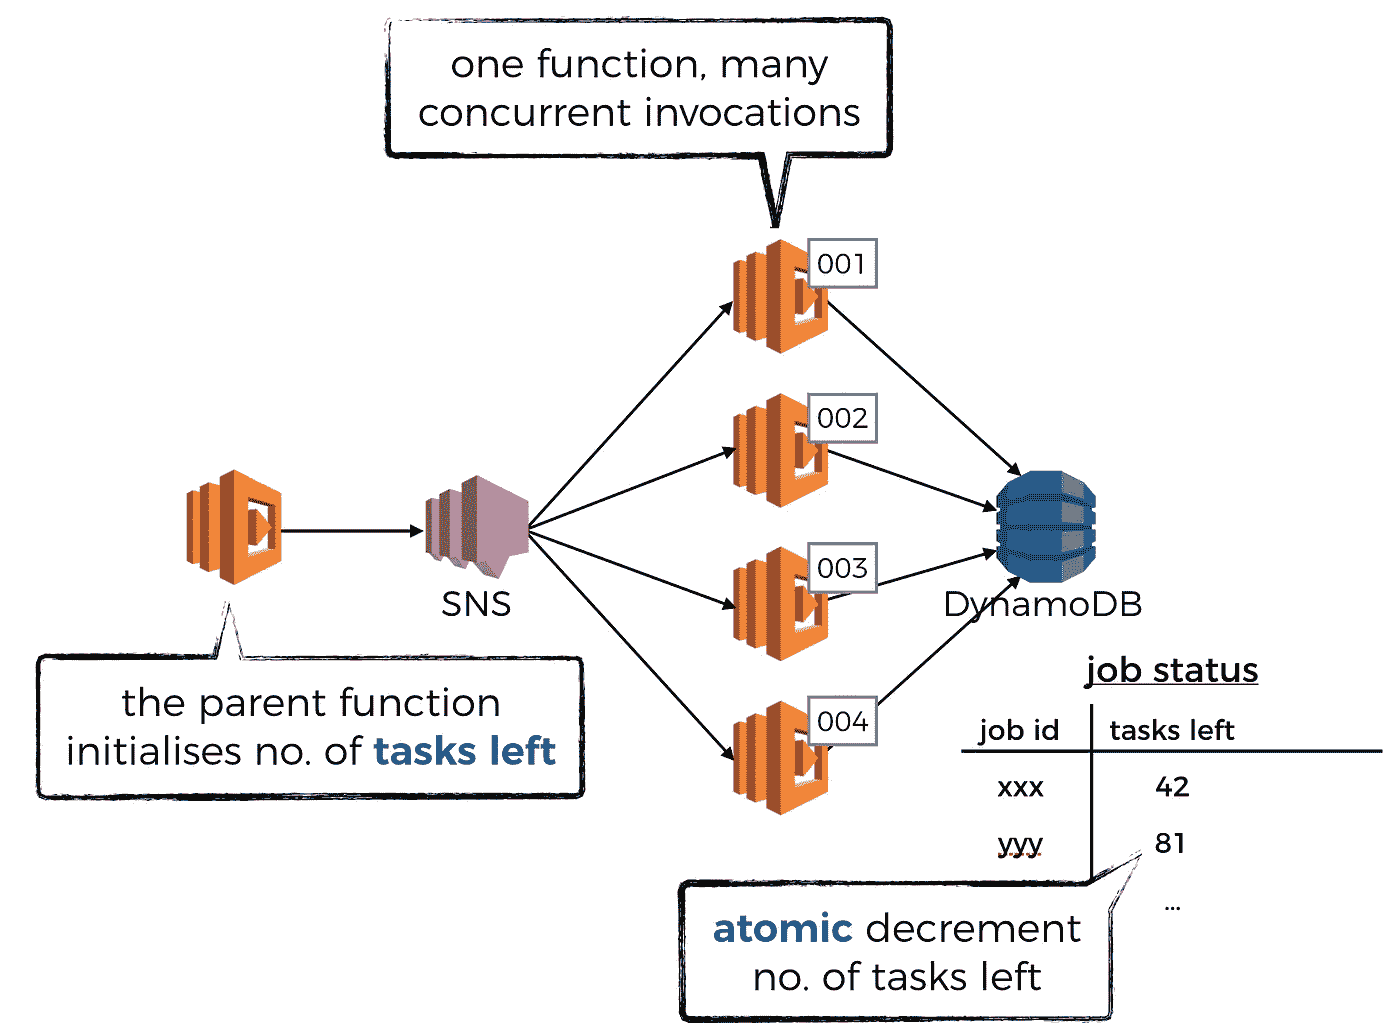 one function, many
concurrent invocations
001
002
003
004
SNS
DynamoDB
the parent function
initialises no. of tasks left
job status
job id tasks left
xxx 42
yyy 81
...
atomic decrement
no. of tasks left